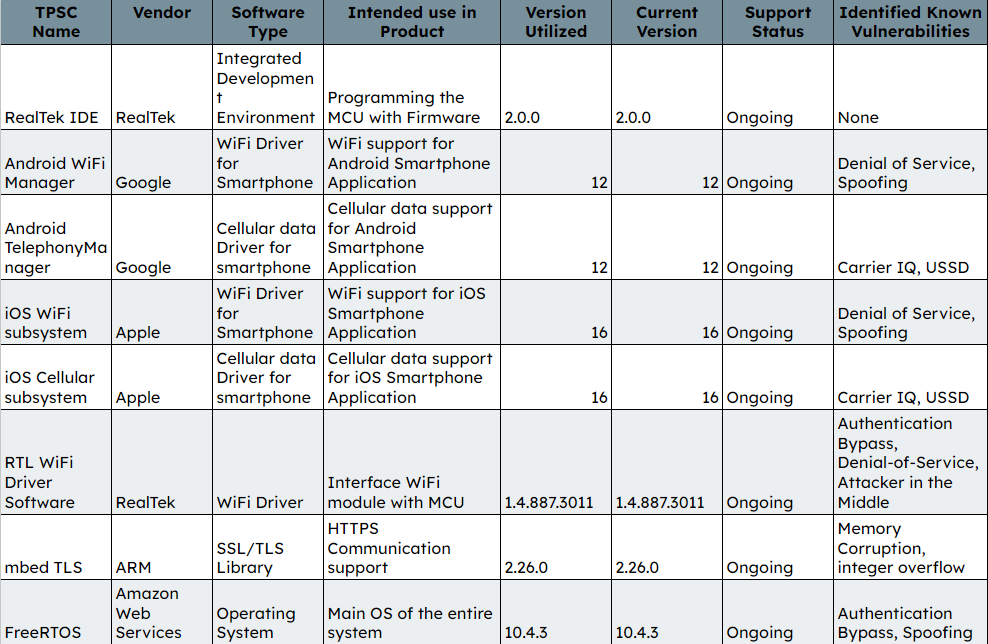 TPSC Name | Vendor | Software Type | Intended use in Product | Version Utilized | Current Version | Support Status | Identified Known Vulnerabilities
RealTek IDE | RealTek | Integrated Developmen t Environment | Programming the MCU with Firmware | 2.0.0 | 2.0.0 | Ongoing | None
Android WiFi Manager | Google | WiFi Driver for Smartphone | WiFi support for Android Smartphone Application | 12 | 12 | Ongoing | Denial of Service, Spoofing
Android TelephonyMa nager | Google | Cellular data Driver for smartphone | Cellular data support for Android Smartphone Application | 12 | 12 | Ongoing | Carrier IQ, USSD
iOS WiFi subsystem | Apple | WiFi Driver for Smartphone | WiFi support for iOS Smartphone Application | 16 | 16 | Ongoing | Denial of Service, Spoofing
iOS Cellular subsystem | Apple | Cellular data Driver for smartphone | Cellular data support for iOS Smartphone Application | 16 | 16 | Ongoing | Carrier IQ, USSD
RTL WiFi Driver Software | RealTek | WiFi Driver | Interface WiFi module with MCU | 1.4.887.3011 | 1.4.887.3011 | Ongoing | Authentication Bypass, Denial-of-Service, Attacker in the Middle
mbed TLS | ARM | SSL/TLS Library | HTTPS Communication support | 2.26.0 | 2.26.0 | Ongoing | Memory Corruption, integer overflow
FreeRTOS | Amazon Web Services | Operating System | Main OS of the entire system | 10.4.3 | 10.4.3 | Ongoing | Authentication Bypass, Spoofing